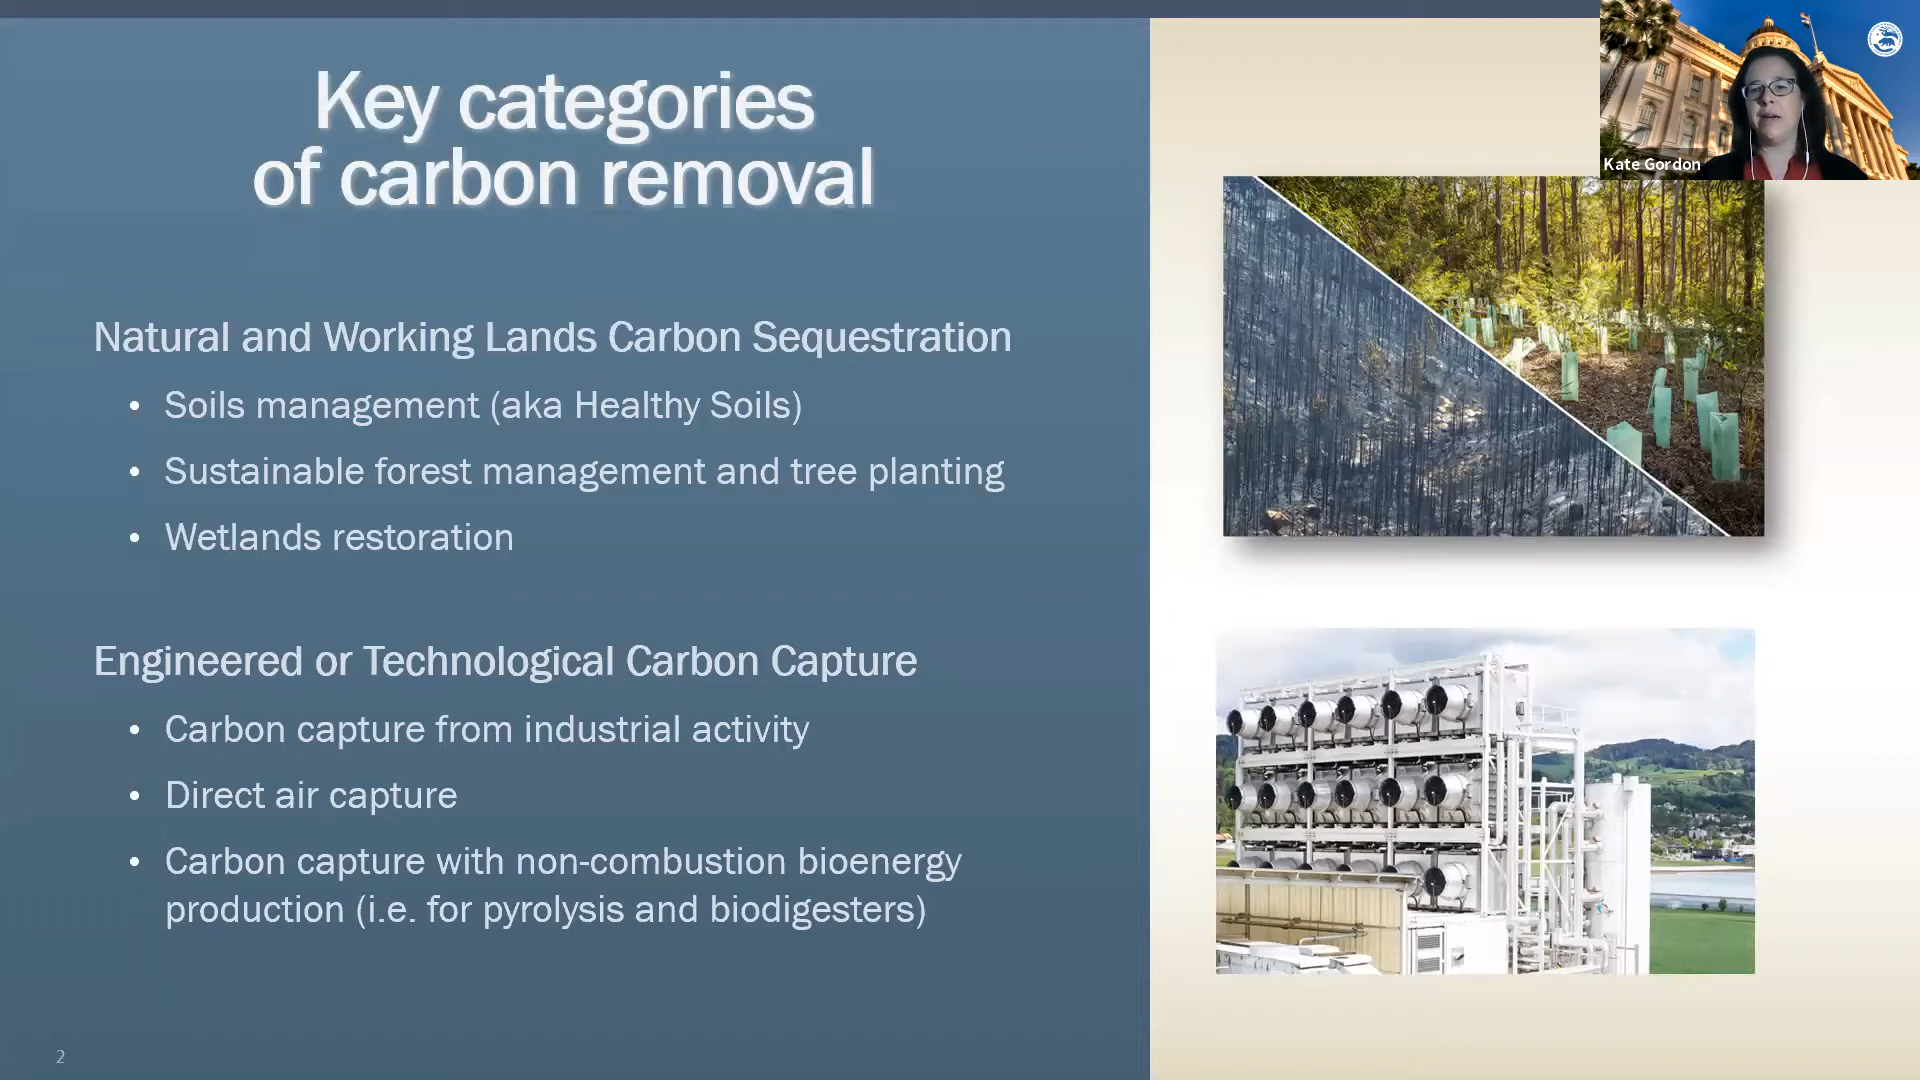 Key categories
of carbon removal
Natural and Working Lands Carbon Sequestration
• Soils management (aka Healthy Soils)
• Sustainable forest management and tree planting
• Wetlands restoration
Engineered or Technological Carbon Capture
• Carbon capture from industrial activity
• Direct air capture
• Carbon capture with non-combustion bioenergy
production (i.e. for pyrolysis and biodigesters)
2
Kate Gordon